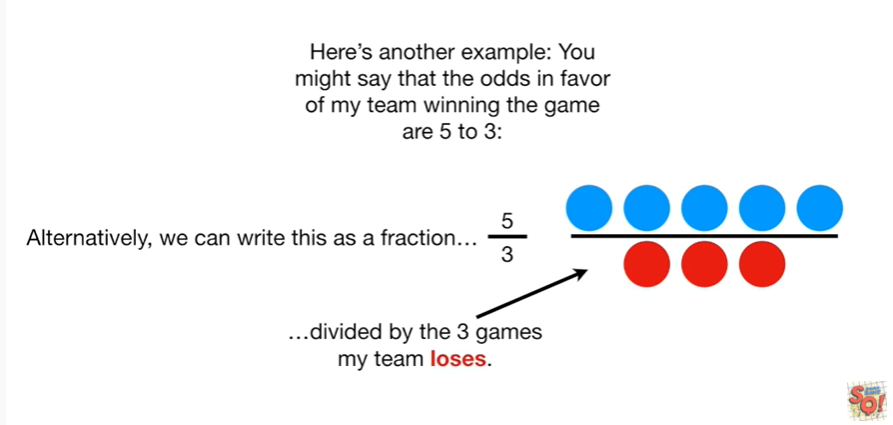 Here’s another example: You
might say that the odds in favor
of my team winning the game
are 5 to 3:
Alternatively, we can write this as a fraction…
5
3
…divided by the 3 games
my team loses.
SQ!